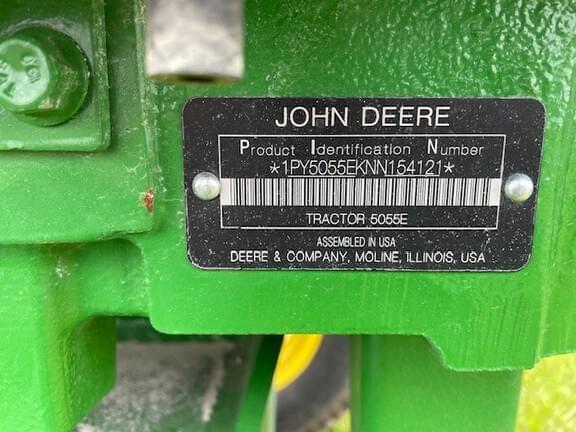 JOHN DEERE
Product Identification Number
*1PY5055EKNN154121*
TRACTOR 5055E
ASSEMBLED IN USA
DEERE & COMPANY, MOLINE, ILLINOIS, USA